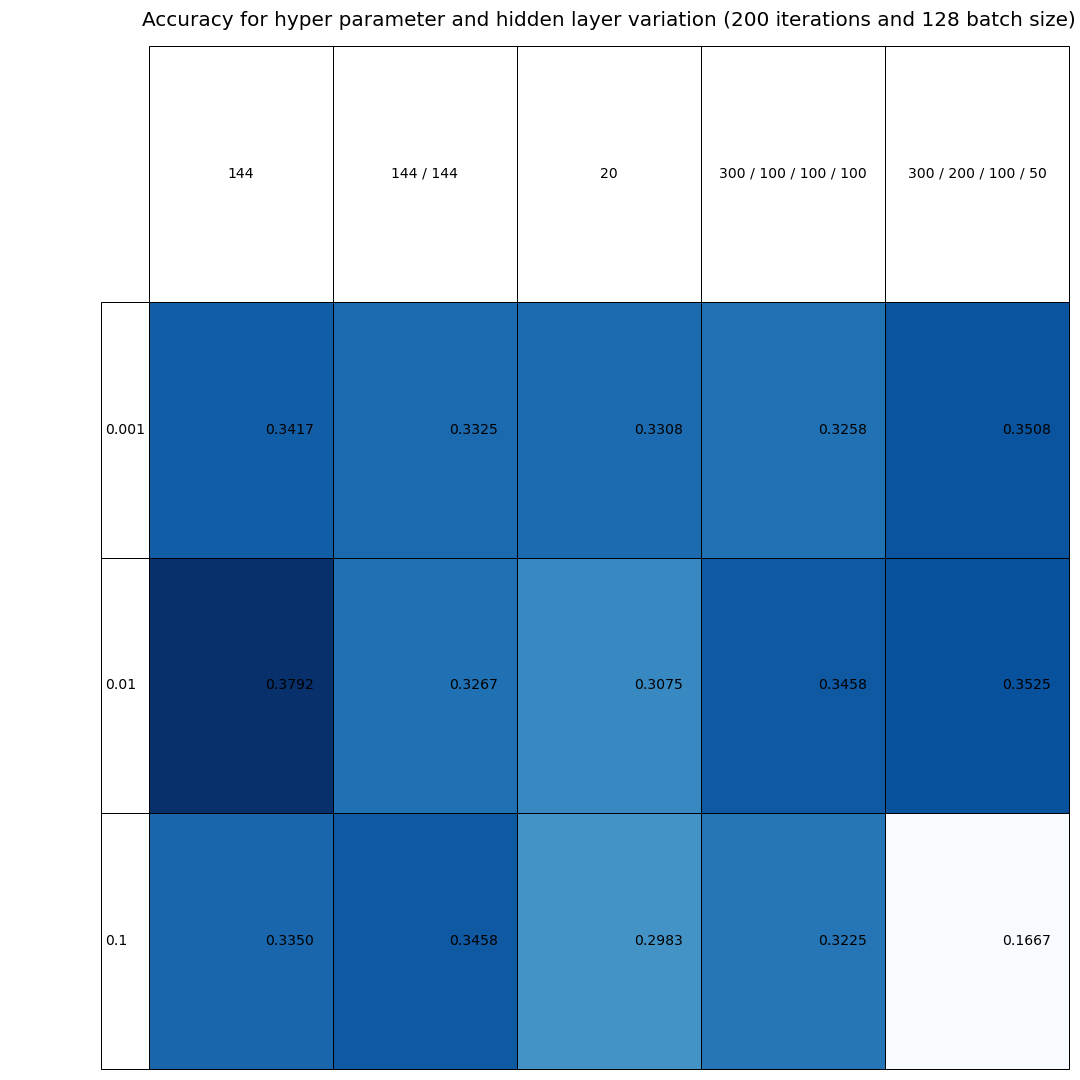 Accuracy for hyper parameter and hidden layer variation (200 iterations and 128 batch size)
144 144 / 144 20 300 / 100 / 100 / 100 300 / 200 / 100 / 50
0.001 0.3417 0.3325 0.3308 0.3258 0.3508
0.01 0.3792 0.3267 0.3075 0.3458 0.3525
0.1 0.3350 0.3458 0.2983 0.3225 0.1667